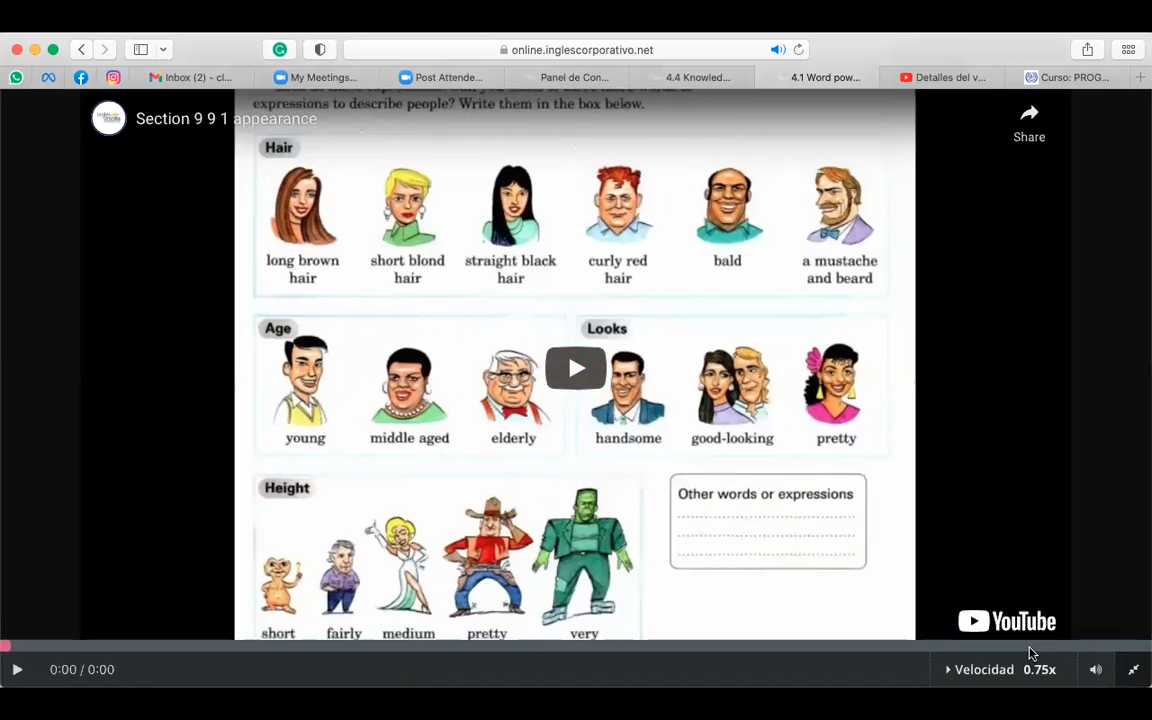 online.inglescorporativo.net
Inbox (2) - cl...
My Meetings...
Post Attende...
Panel de Con...
4.4 Knowled...
4.1 Word pow...
Detalles del v...
Curso: PROG...
expressions to describe people? Write them in the box below.
Section 9 9 1 appearance
Share
Hair
long brown hair
short blond hair
straight black hair
curly red hair
bald
a mustache and beard
Age
young
middle aged
elderly
Looks
handsome
good-looking
pretty
Height
short
fairly
medium
pretty
very
Other words or expressions
YouTube
0:00 / 0:00
Velocidad 0.75x